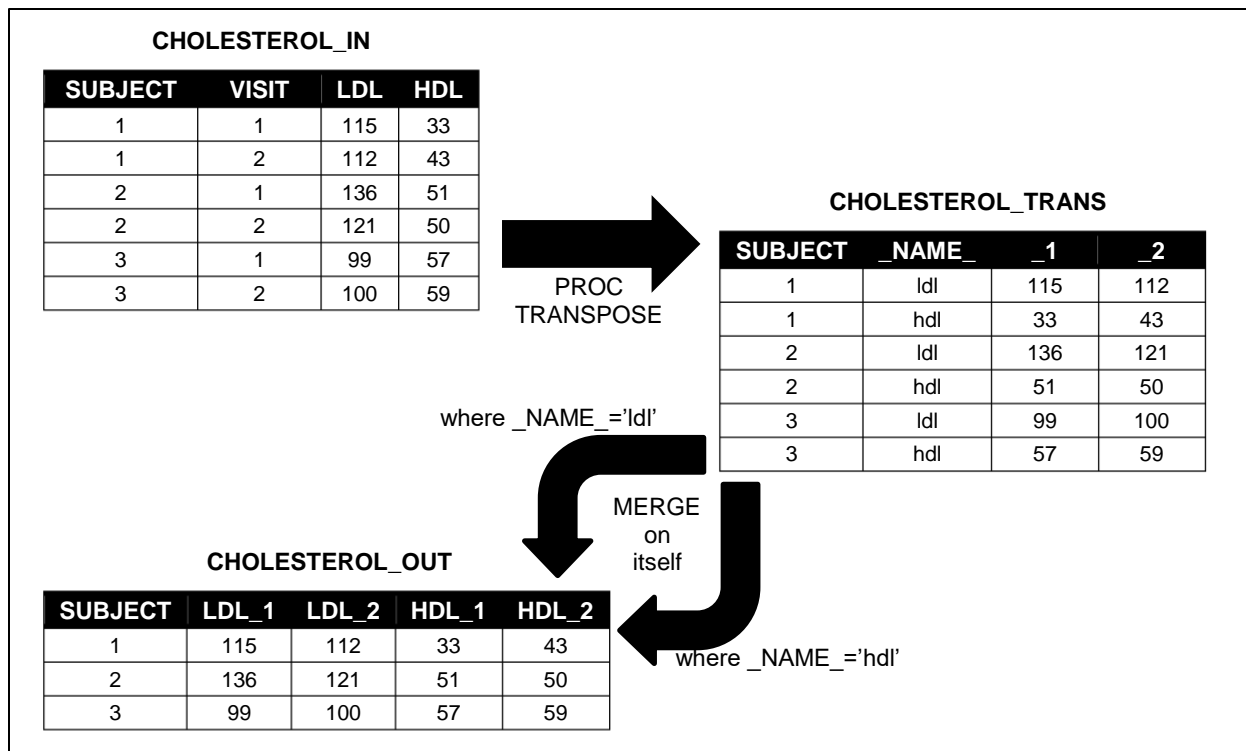 CHOLESTEROL_IN
SUBJECT VISIT LDL HDL
1 1 115 33
1 2 112 43
2 1 136 51
2 2 121 50
3 1 99 57
3 2 100 59
PROC
TRANSPOSE
CHOLESTEROL_TRANS
SUBJECT _NAME_ _1 _2
1 ldl 115 112
1 hdl 33 43
2 ldl 136 121
2 hdl 51 50
3 ldl 99 100
3 hdl 57 59
where _NAME_='ldl'
MERGE
on
itself
where _NAME_='hdl'
CHOLESTEROL_OUT
SUBJECT LDL_1 LDL_2 HDL_1 HDL_2
1 115 112 33 43
2 136 121 51 50
3 99 100 57 59